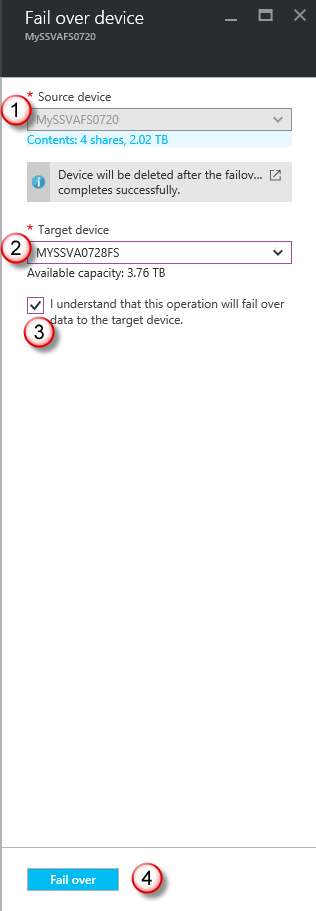 Fail over device
MySSVAFS0720
* Source device
1
MySSVAFS0720
Contents: 4 shares, 2.02 TB
Device will be deleted after the failov...
completes successfully.
* Target device
2
MYSSVA0728FS
Available capacity: 3.76 TB
I understand that this operation will fail over
data to the target device.
3
Fail over
4